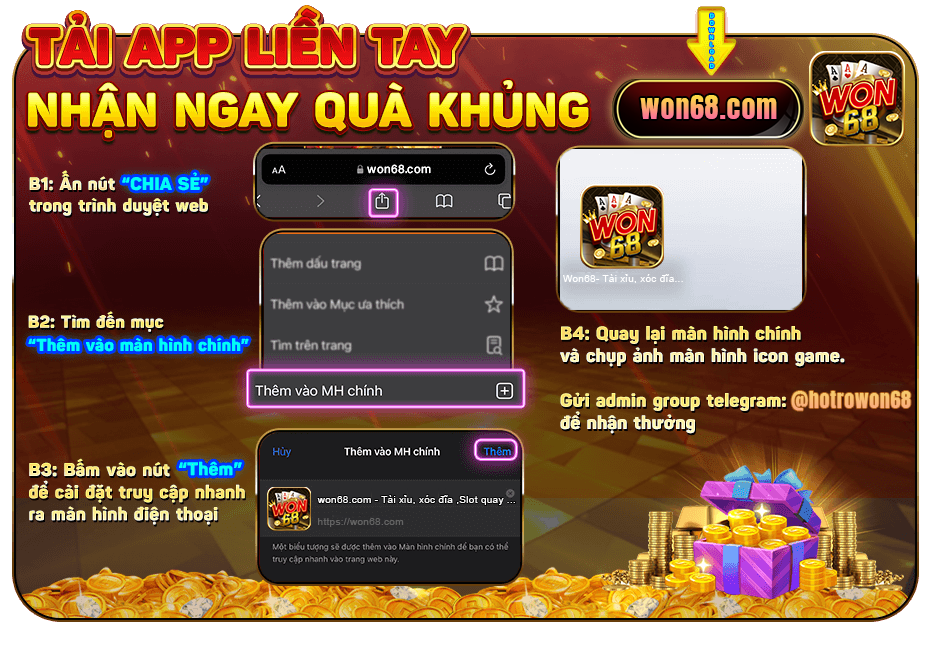 TẢI APP LIỀN TAY
NHẬN NGAY QUÀ KHỦNG
DOWNLOAD
won68.com
WON
68
B1: Ấn nút “CHIA SẺ”
trong trình duyệt web
AA
won68.com
B2: Tìm đến mục
“Thêm vào màn hình chính”
Thêm dấu trang
Thêm vào Mục ưa thích
Tìm trên trang
Thêm vào MH chính
B3: Bấm vào nút “Thêm”
để cài đặt truy cập nhanh
ra màn hình điện thoại
Hủy
Thêm vào MH chính
Thêm
WON
68
won68.com - Tài xỉu, xóc đĩa ,Slot quay ...
https://won68.com
Một biểu tượng sẽ được thêm vào Màn hình chính để bạn có thể
truy cập nhanh vào trang web này.
WON
68
Won68- Tài xỉu, xóc đĩa...
B4: Quay lại màn hình chính
và chụp ảnh màn hình icon game.
Gửi admin group telegram: @hotrowon68
để nhận thưởng